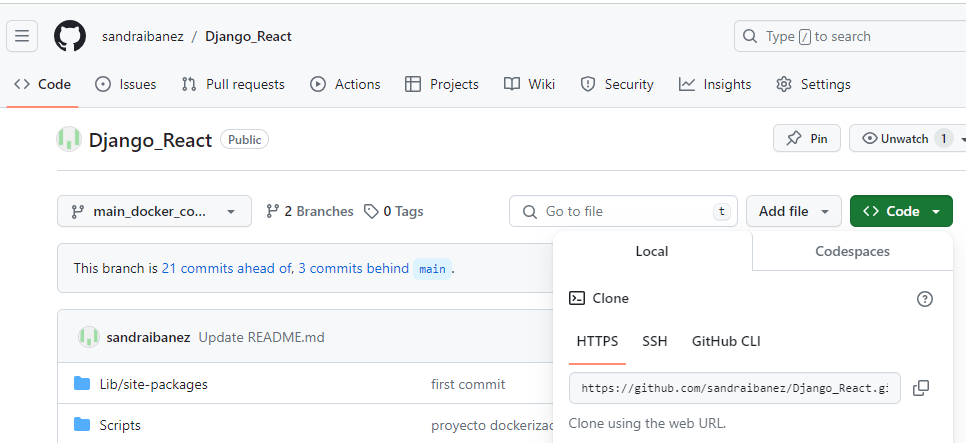 sandraibanez / Django_React
Type / to search
Code Issues Pull requests Actions Projects Wiki Security Insights Settings
Django_React Public
Pin Unwatch 1
main_docker_co... 2 Branches 0 Tags
Go to file t Add file Code
This branch is 21 commits ahead of, 3 commits behind main.
Local Codespaces
Clone
HTTPS SSH GitHub CLI
https://github.com/sandraibanez/Django_React.gi
Clone using the web URL.
sandraibanez Update README.md
Lib/site-packages first commit
Scripts proyecto dockerizac